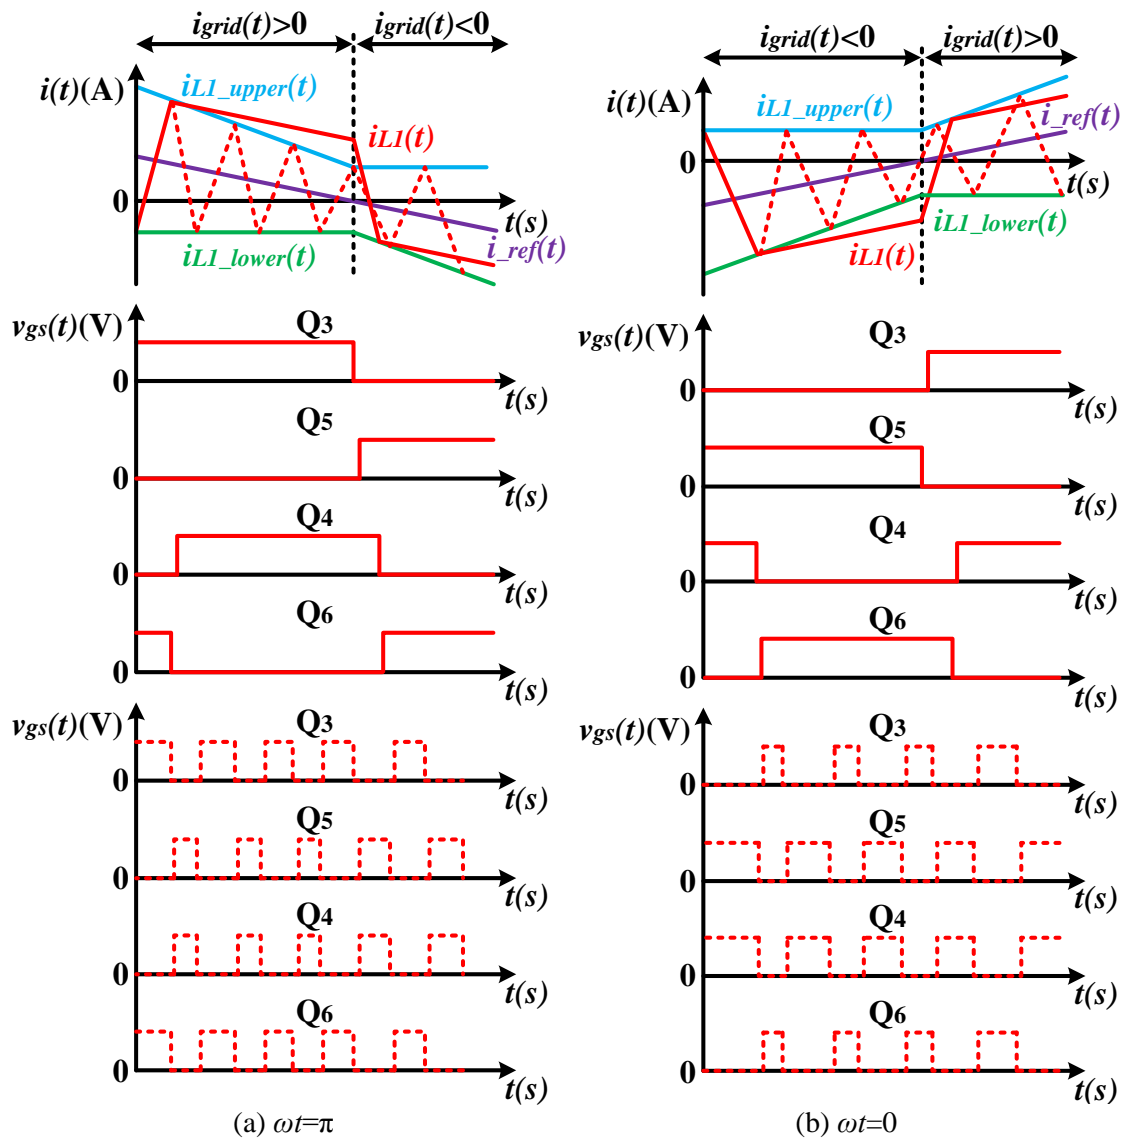 igrid(t)>0 igrid(t)<0
i(t)(A)
iL1_upper(t)
iL1(t)
0
t(s)
iL1_lower(t)
i_ref(t)
vgs(t)(V)
Q3
0
t(s)
Q5
0
t(s)
Q4
0
t(s)
Q6
0
t(s)
vgs(t)(V)
Q3
0
t(s)
Q5
0
t(s)
Q4
0
t(s)
Q6
0
t(s)
(a) ωt=π
igrid(t)<0 igrid(t)>0
i(t)(A)
iL1_upper(t)
i_ref(t)
0
t(s)
iL1_lower(t)
iL1(t)
vgs(t)(V)
Q3
0
t(s)
Q5
0
t(s)
Q4
0
t(s)
Q6
0
t(s)
vgs(t)(V)
Q3
0
t(s)
Q5
0
t(s)
Q4
0
t(s)
Q6
0
t(s)
(b) ωt=0